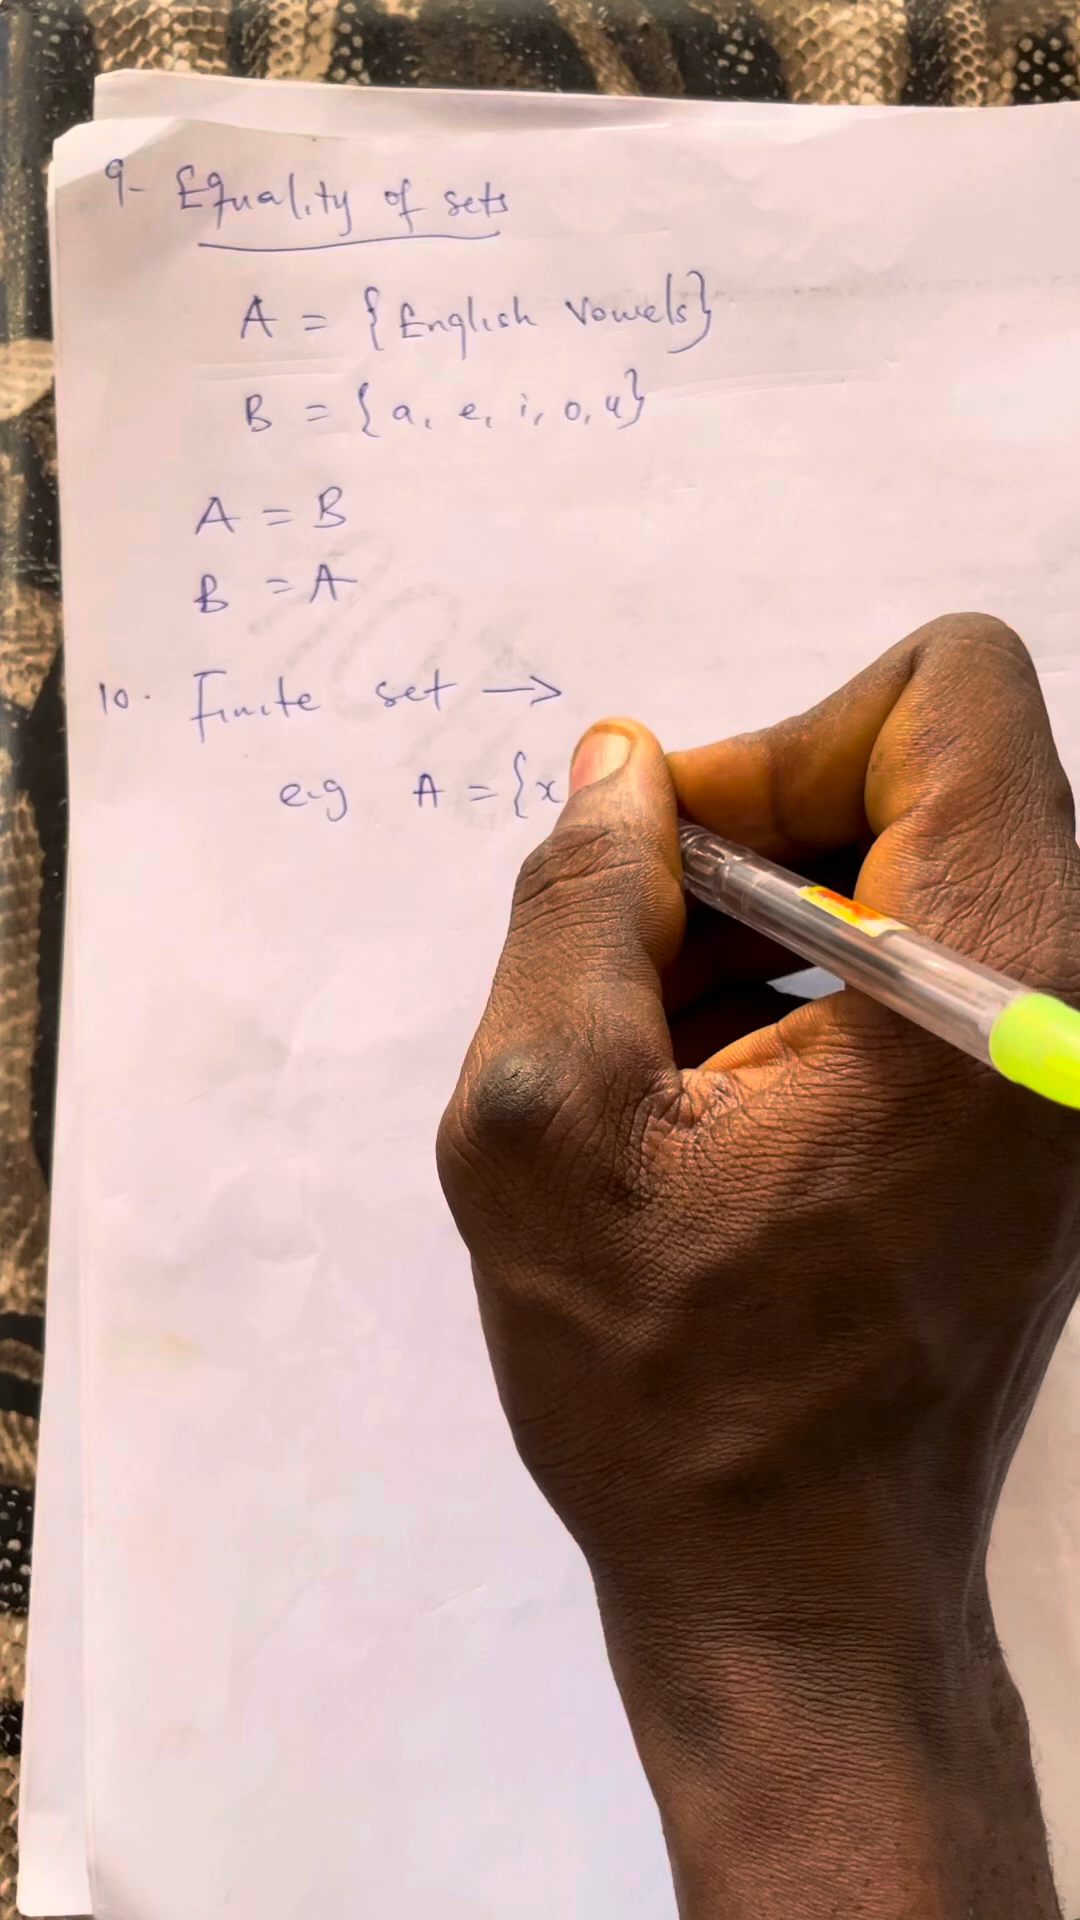 9- Equality of sets
A = {English Vowels}
B = {a, e, i, o, u}
A = B
B = A
10. Finite set →
e.g A = {x